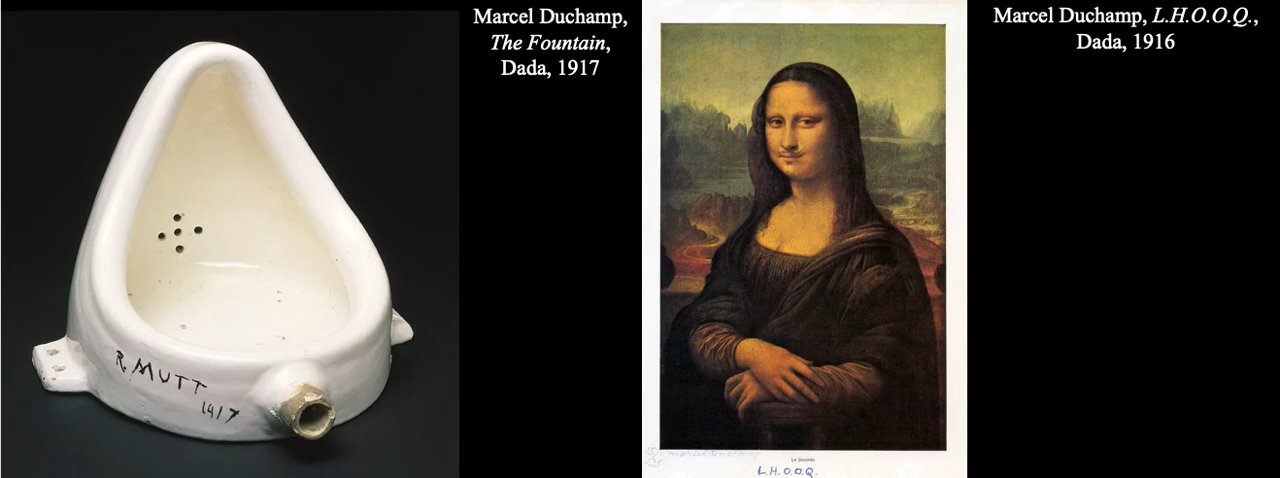 Marcel Duchamp,
The Fountain,
Dada, 1917
R. MUTT
1917
Marcel Duchamp, L.H.O.O.Q.,
Dada, 1916
La Joconde
L.H.O.O.Q.